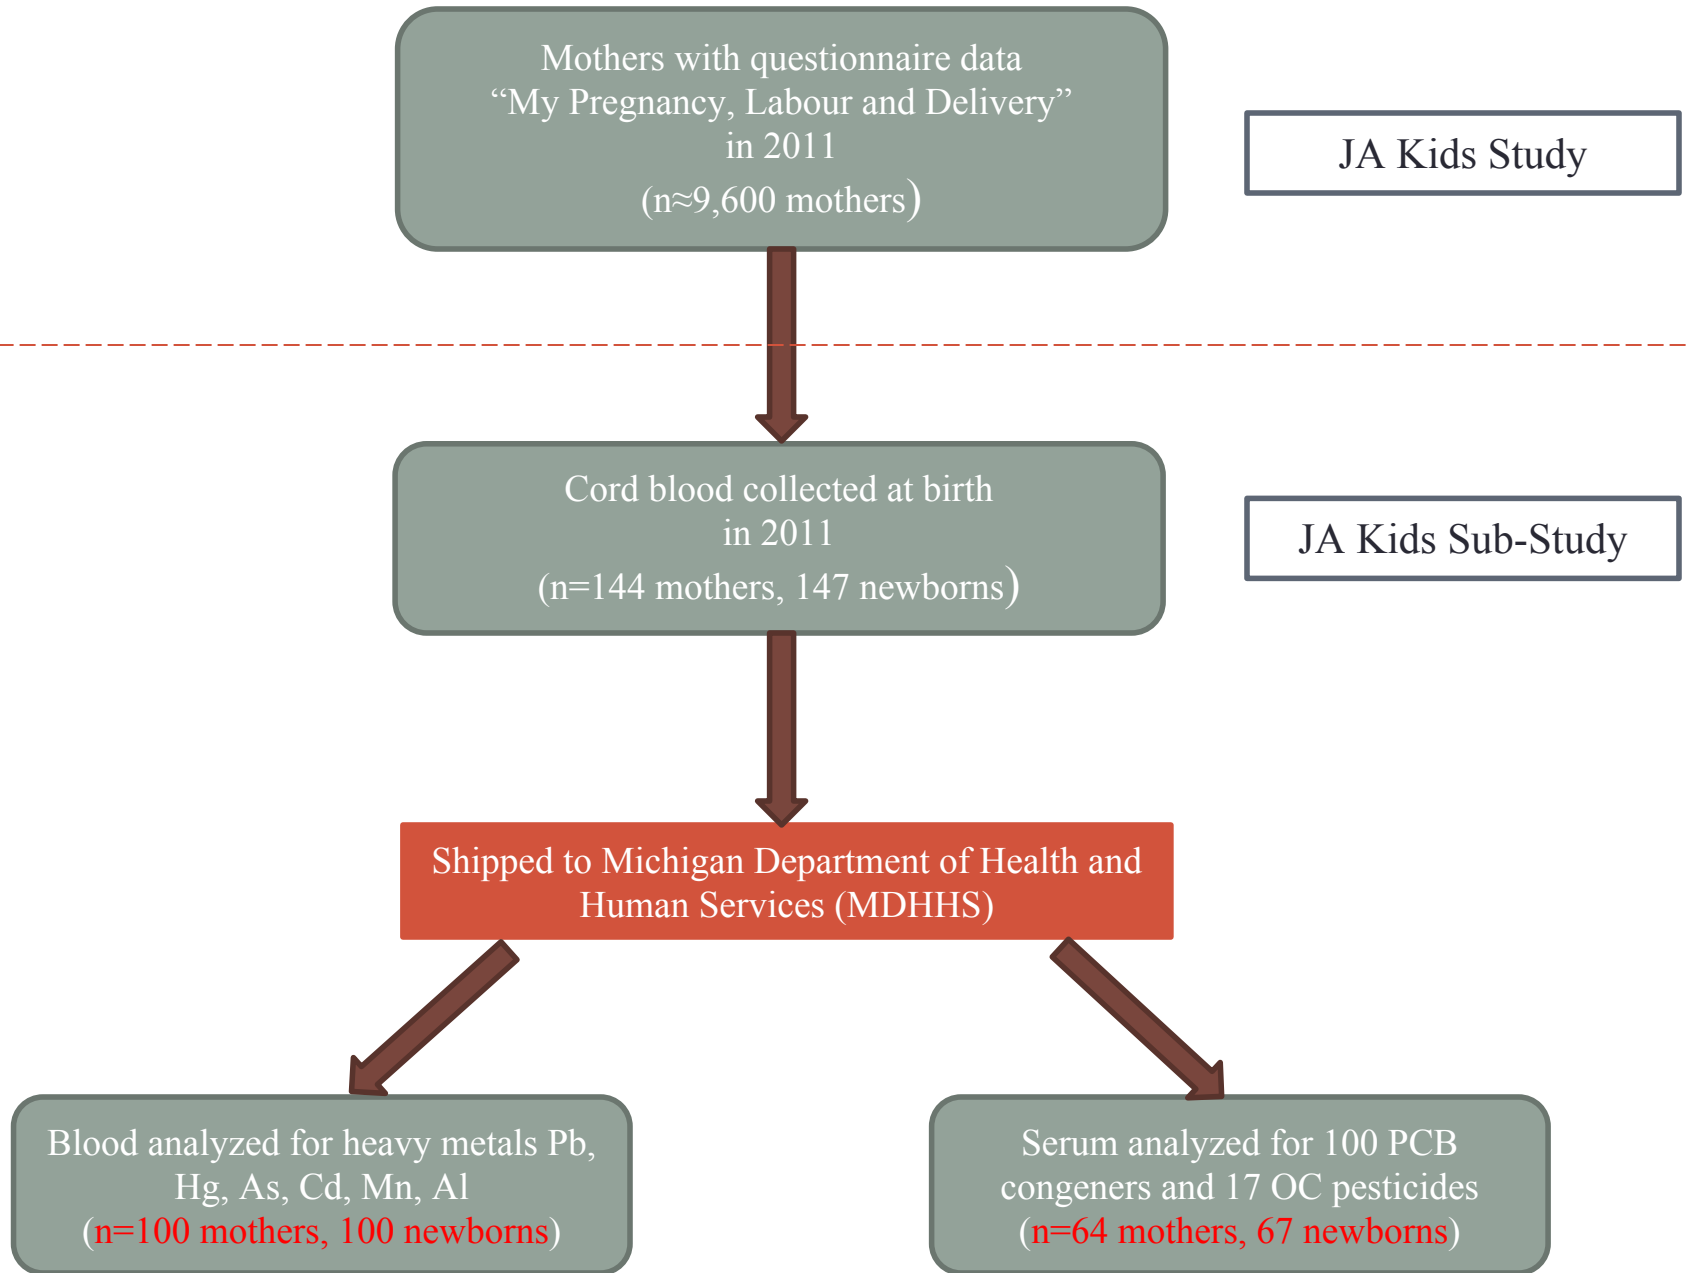 Mothers with questionnaire data
“My Pregnancy, Labour and Delivery”
in 2011
(n≈9,600 mothers)
JA Kids Study
Cord blood collected at birth
in 2011
(n=144 mothers, 147 newborns)
JA Kids Sub-Study
Shipped to Michigan Department of Health and
Human Services (MDHHS)
Blood analyzed for heavy metals Pb,
Hg, As, Cd, Mn, Al
(n=100 mothers, 100 newborns)
Serum analyzed for 100 PCB
congeners and 17 OC pesticides
(n=64 mothers, 67 newborns)